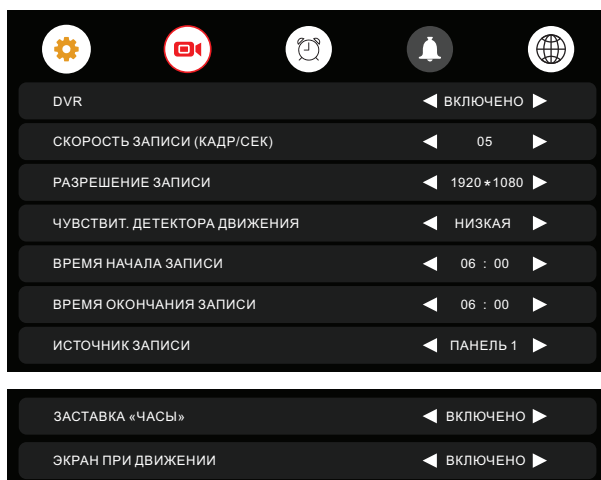 DVR ВКЛЮЧЕНО
СКОРОСТЬ ЗАПИСИ (КАДР/СЕК) 05
РАЗРЕШЕНИЕ ЗАПИСИ 1920*1080
ЧУВСТВИТ. ДЕТЕКТОРА ДВИЖЕНИЯ НИЗКАЯ
ВРЕМЯ НАЧАЛА ЗАПИСИ 06 : 00
ВРЕМЯ ОКОНЧАНИЯ ЗАПИСИ 06 : 00
ИСТОЧНИК ЗАПИСИ ПАНЕЛЬ 1
ЗАСТАВКА «ЧАСЫ» ВКЛЮЧЕНО
ЭКРАН ПРИ ДВИЖЕНИИ ВКЛЮЧЕНО